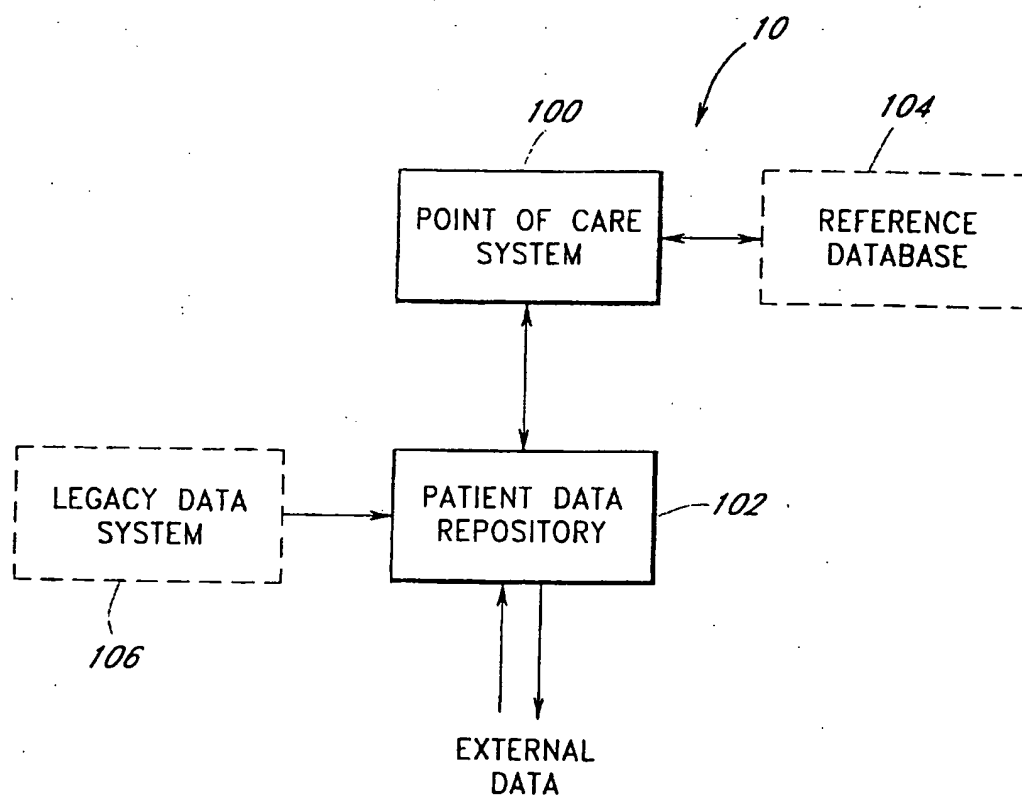 10
100
104
POINT OF CARE
SYSTEM
REFERENCE
DATABASE
LEGACY DATA
SYSTEM
PATIENT DATA
REPOSITORY
102
106
EXTERNAL
DATA